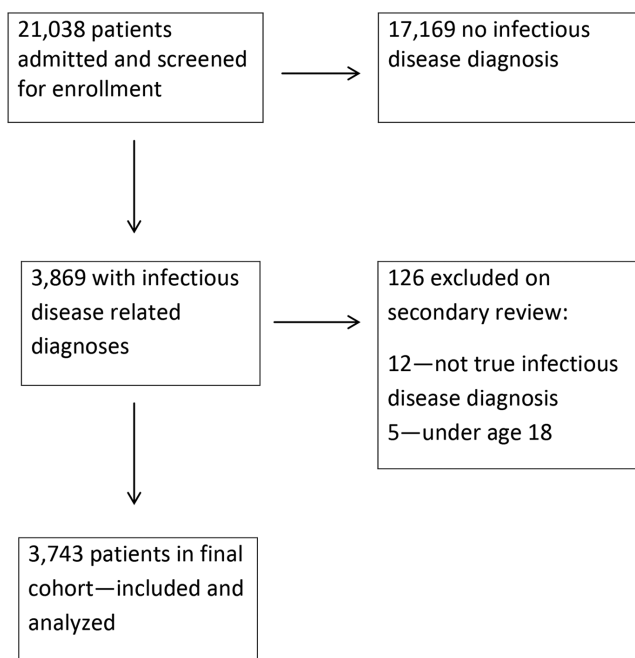 21,038 patients
admitted and screened
for enrollment
17,169 no infectious
disease diagnosis
3,869 with infectious
disease related
diagnoses
126 excluded on
secondary review:
12—not true infectious
disease diagnosis
5—under age 18
3,743 patients in final
cohort—included and
analyzed